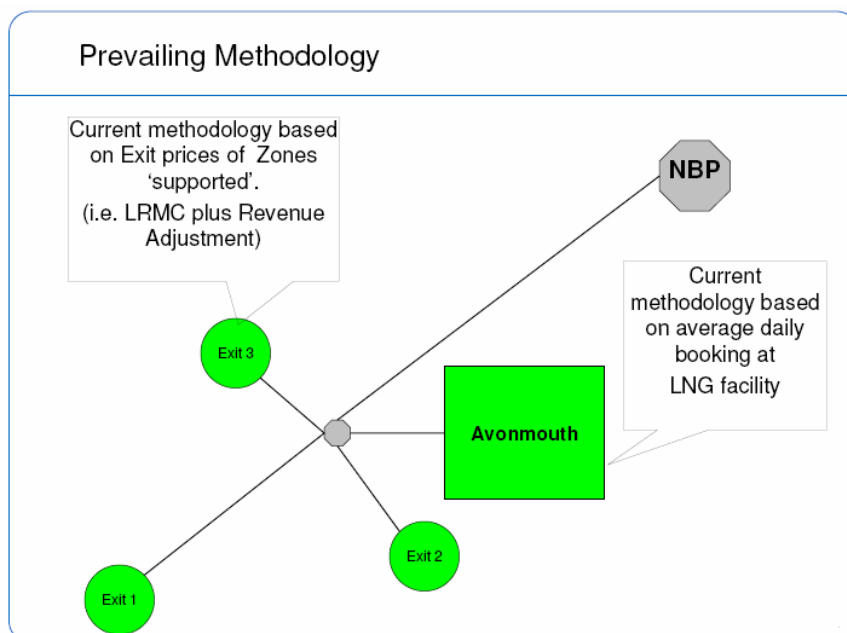 Prevailing Methodology
Current methodology based
on Exit prices of Zones
‘supported’.
(i.e. LRMC plus Revenue
Adjustment)
NBP
Current
methodology based
on average daily
booking at
LNG facility
Exit 3
Avonmouth
Exit 2
Exit 1